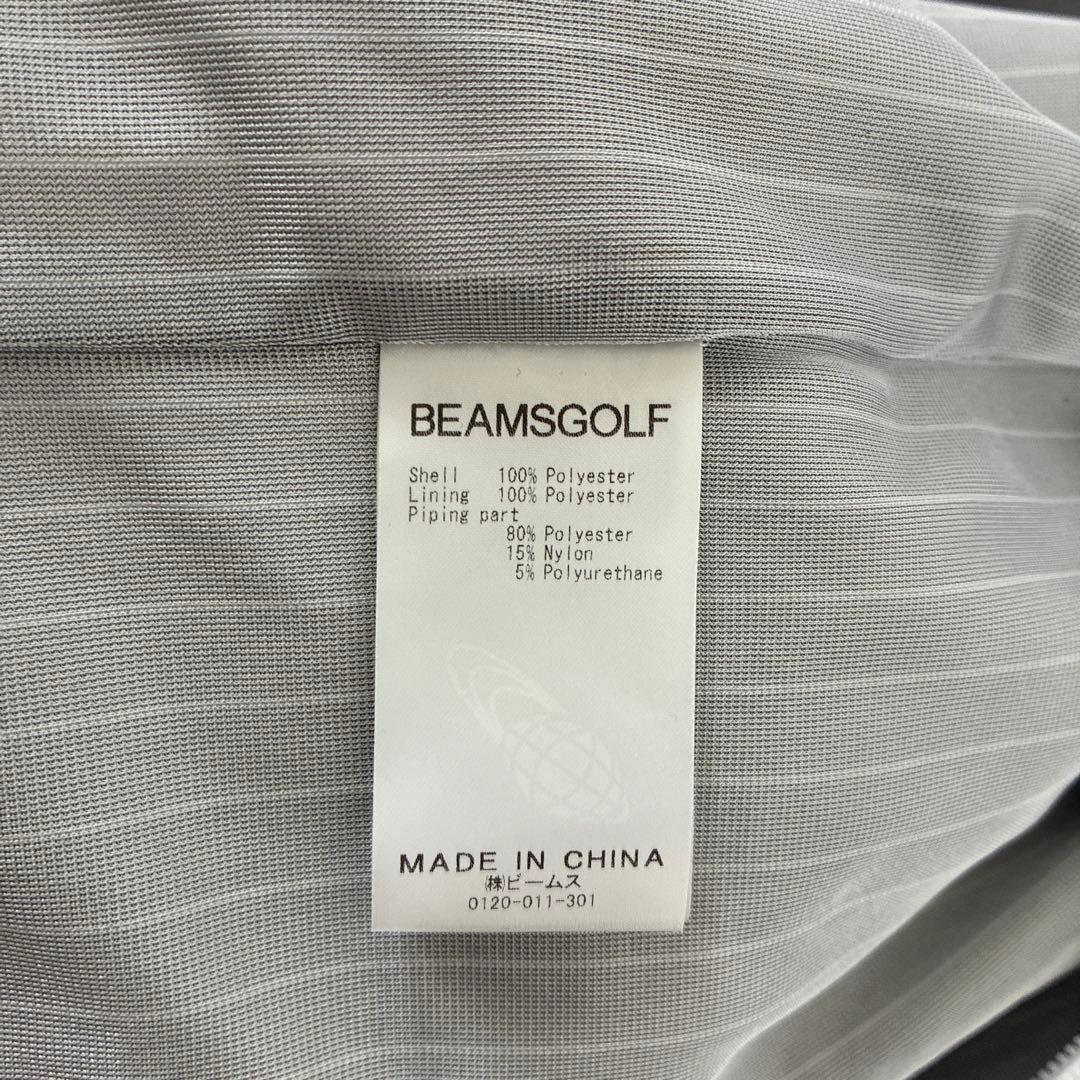 BEAMSGOLF
Shell 100% Polyester
Lining 100% Polyester
Piping part
80% Polyester
15% Nylon
5% Polyurethane
MADE IN CHINA
㈱ビームス
0120-011-301